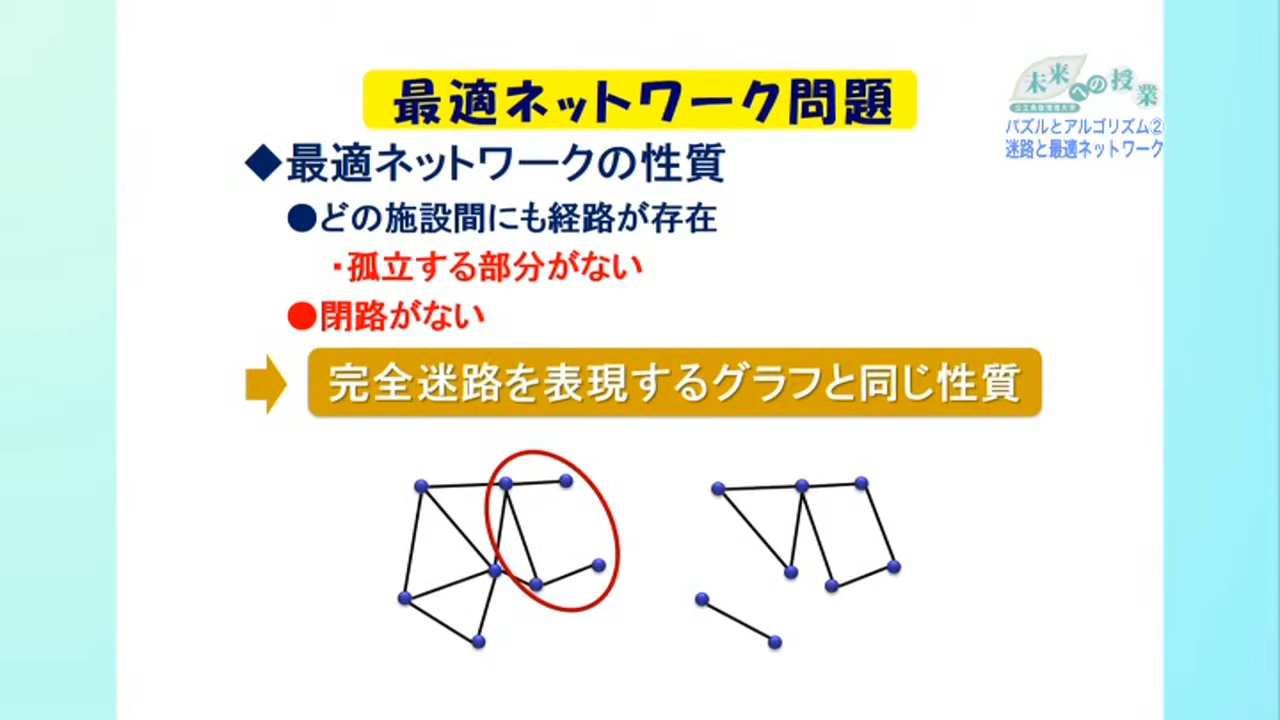 最適ネットワーク問題
未来への授業
パズルとアルゴリズム②
迷路と最適ネットワーク
◆最適ネットワークの性質
●どの施設間にも経路が存在
・孤立する部分がない
●閉路がない
完全迷路を表現するグラフと同じ性質